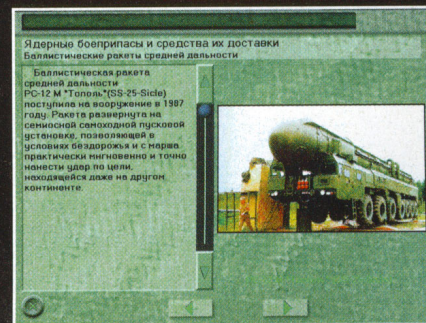 Ядерные боеприпасы и средства их доставки
Баллистические ракеты средней дальности
Баллистическая ракета
средней дальности
РС-12 М "Тополь"(SS-25-Sicle)
поступила на вооружение в 1987
году. Ракета развернута на
семиосной самоходной пусковой
установке, позволяющей в
условиях бездорожья и с марша
практически мгновенно и точно
нанести удар по цели,
находящейся даже на другом
континенте.